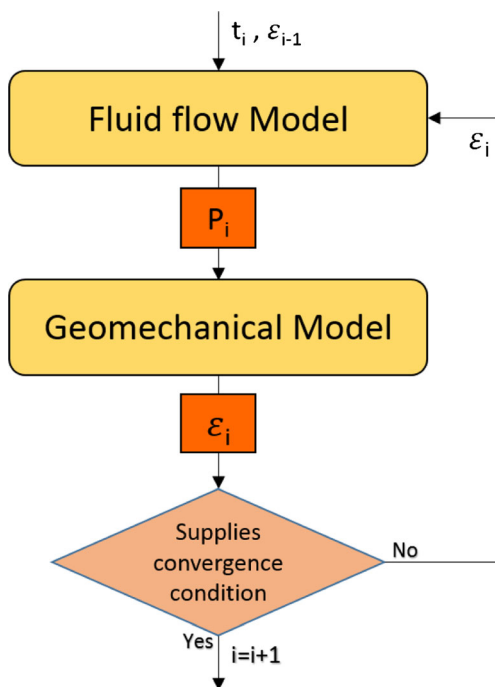 tᵢ , εᵢ₋₁
Fluid flow Model
εᵢ
Pᵢ
Geomechanical Model
εᵢ
Supplies
convergence
condition
No
Yes
i=i+1